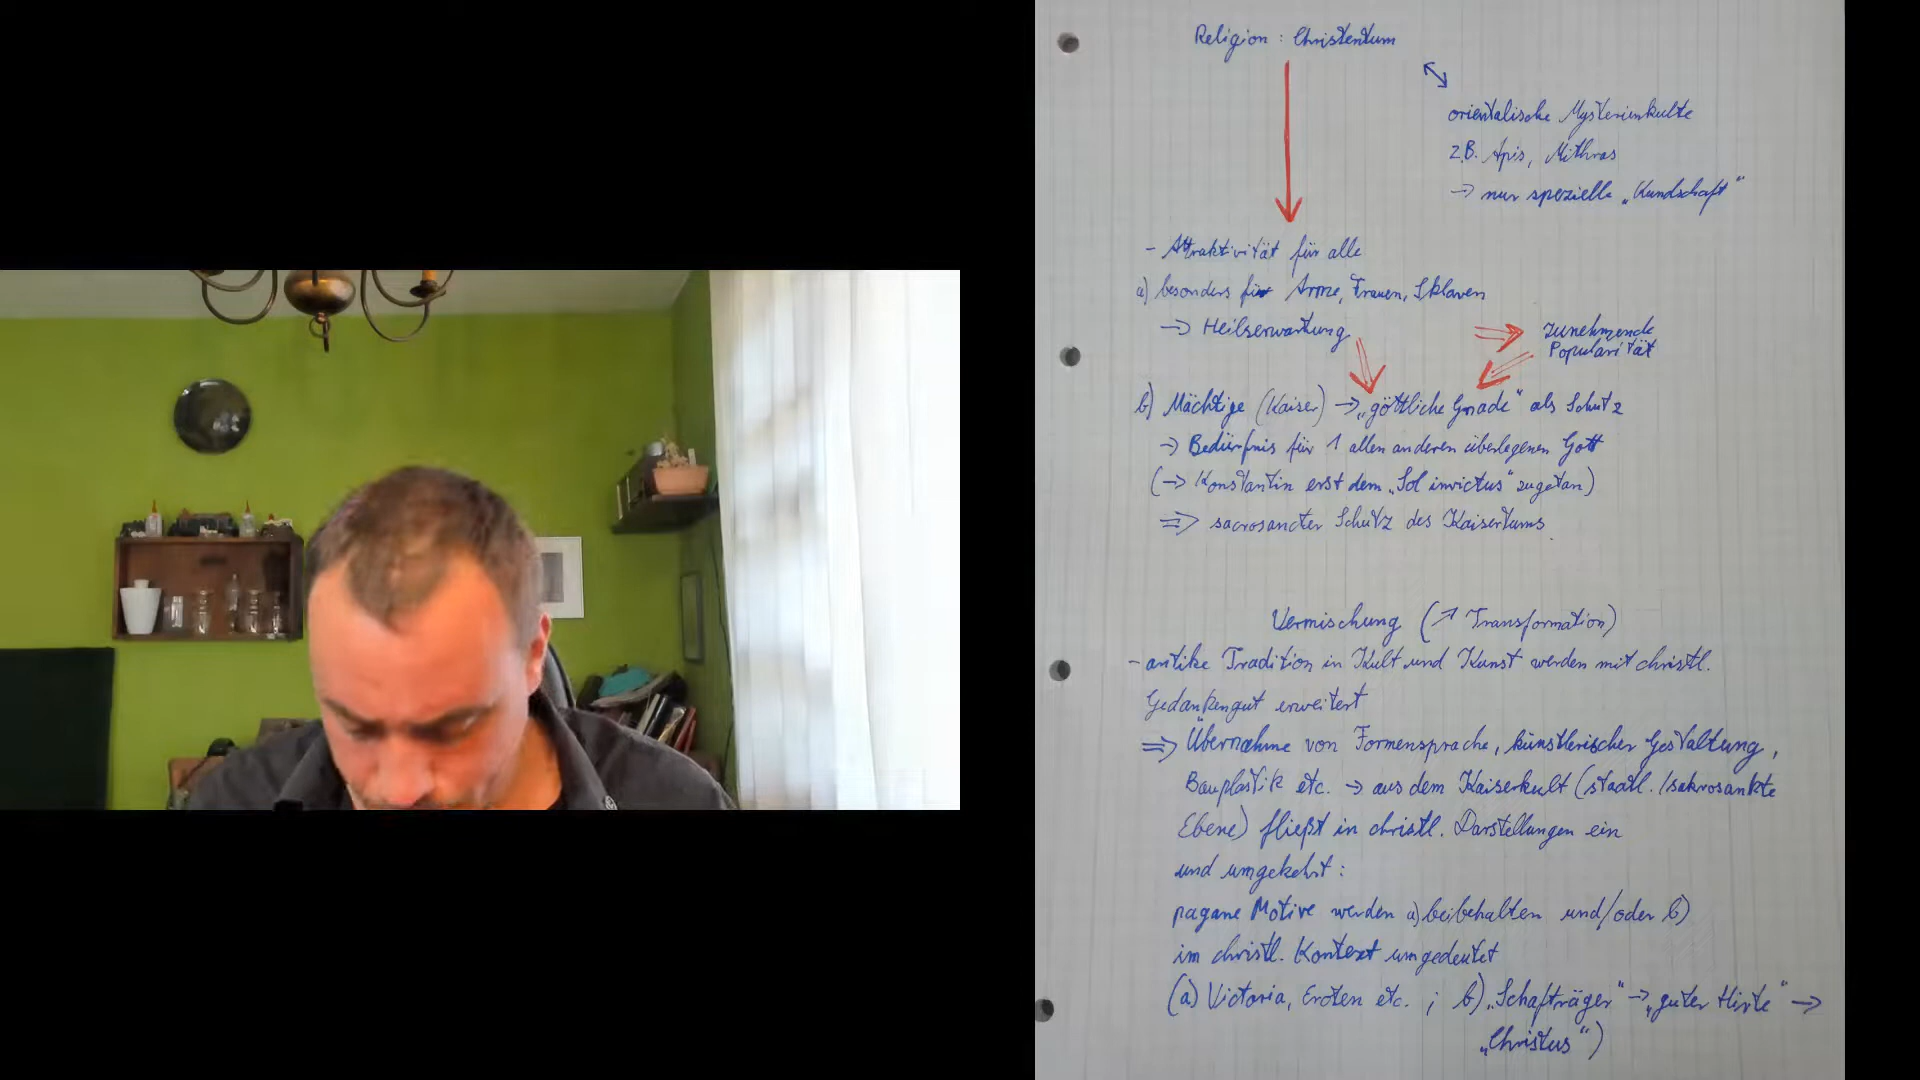 Religion : Christentum
orientalische Mysterienkulte
z.B. Apis, Mithras
→ nur spezielle „Kundschaft"
- Attraktivität für alle
a) besonders für Arme, Frauen, Sklaven
→ Heilserwartung
zunehmende
Popularität
b) Mächtige (Kaiser) → „göttliche Gnade" als Schutz
→ Bedürfnis für 1 allen anderen überlegenen Gott
(→ Konstantin erst dem „Sol invictus" zugetan)
⇒ sacrosancter Schutz des Kaisertums
Vermischung (↗ Transformation)
- antike Tradition in Kult und Kunst werden mit christl.
Gedankengut erweitert
⇒ Übernahme von Formensprache, künstlerischer Gestaltung,
Bauplastik etc. → aus dem Kaiserkult (staatl./sakrosankte
Ebene) fließt in christl. Darstellungen ein
und umgekehrt :
pagane Motive werden a) beibehalten und/oder b)
im christl. Kontext umgedeutet
(a) Victoria, Eroten etc. ; b) „Schafträger" → „guter Hirte" →
„Christus")